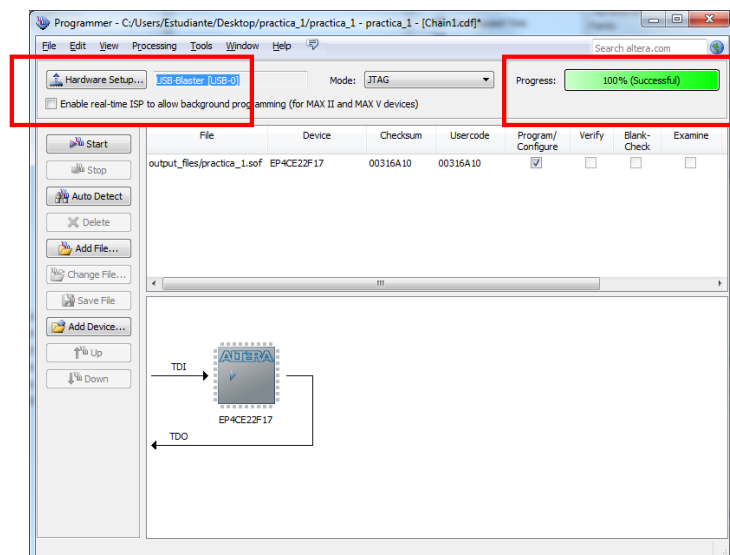 Programmer - C:/Users/Estudiante/Desktop/practica_1/practica_1 - practica_1 - [Chain1.cdf]*
File Edit View Processing Tools Window Help
Search altera.com
Hardware Setup... USB-Blaster [USB-0] Mode: JTAG Progress: 100% (Successful)
Enable real-time ISP to allow background programming (for MAX II and MAX V devices)
File Device Checksum Usercode Program/ Verify Blank- Examine
Configure Check
output_files/practica_1.sof EP4CE22F17 00316A10 00316A10
Start
Stop
Auto Detect
Delete
Add File...
Change File...
Save File
Add Device...
Up
Down
TDI
ALTERA
EP4CE22F17
TDO